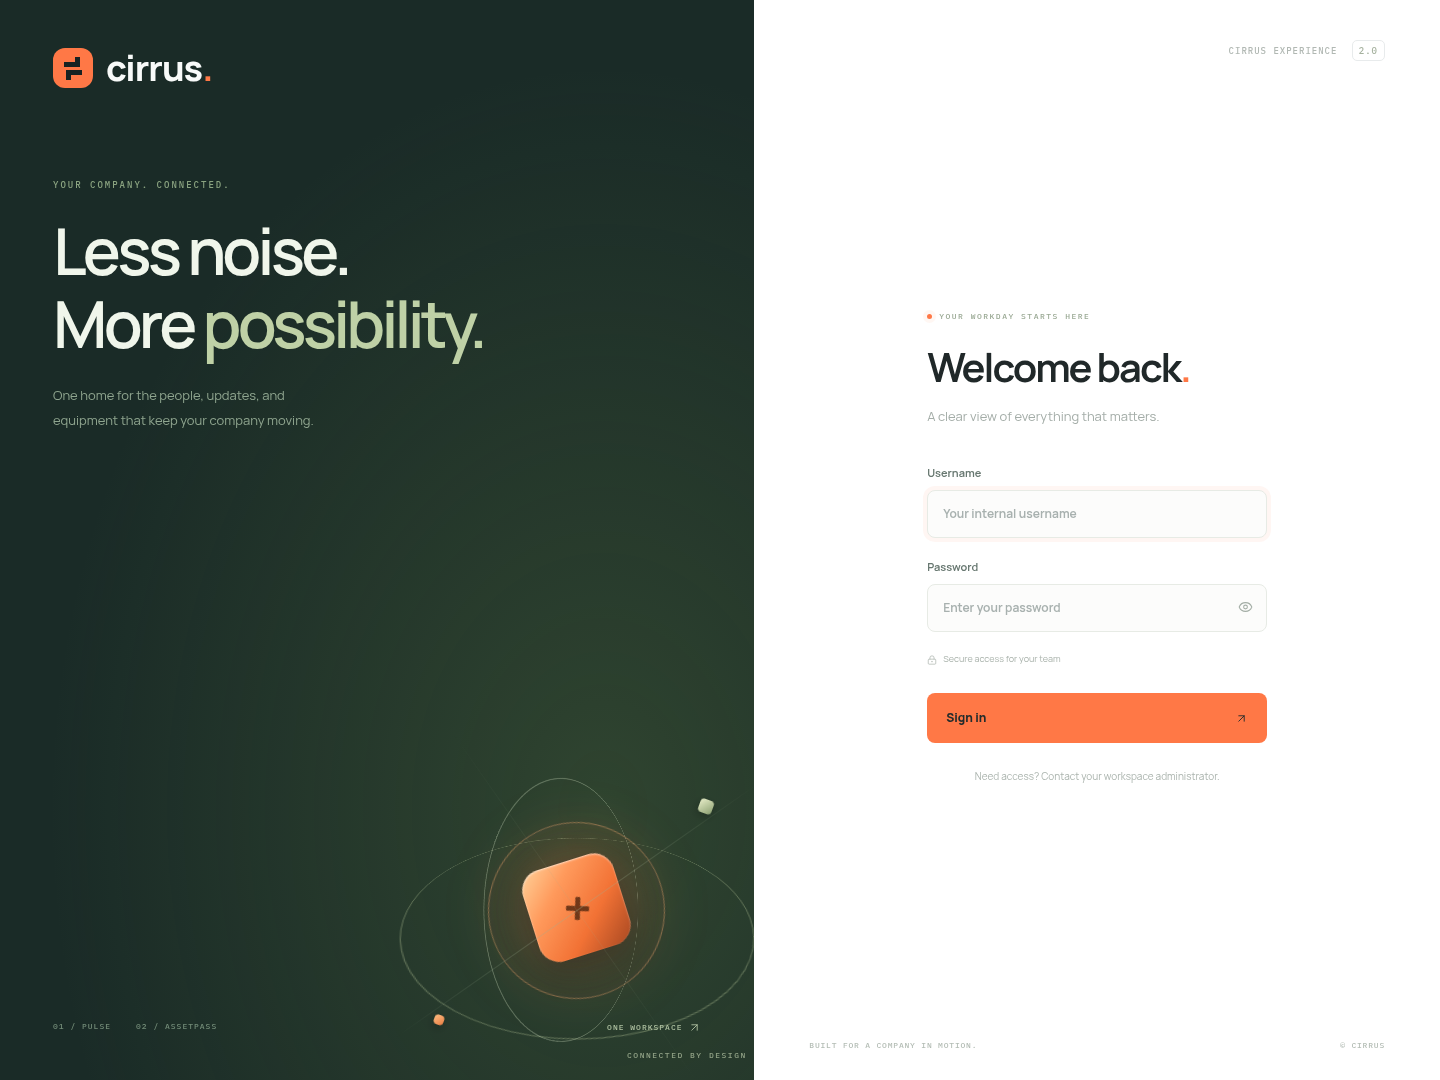 cirrus.
YOUR COMPANY. CONNECTED.
Less noise.
More possibility.
One home for the people, updates, and
equipment that keep your company moving.
01 / PULSE
02 / ASSETPASS
ONE WORKSPACE
CONNECTED BY DESIGN
CIRRUS EXPERIENCE
2.0
YOUR WORKDAY STARTS HERE
Welcome back.
A clear view of everything that matters.
Username
Your internal username
Password
Enter your password
Secure access for your team
Sign in
Need access? Contact your workspace administrator.
BUILT FOR A COMPANY IN MOTION.
© CIRRUS